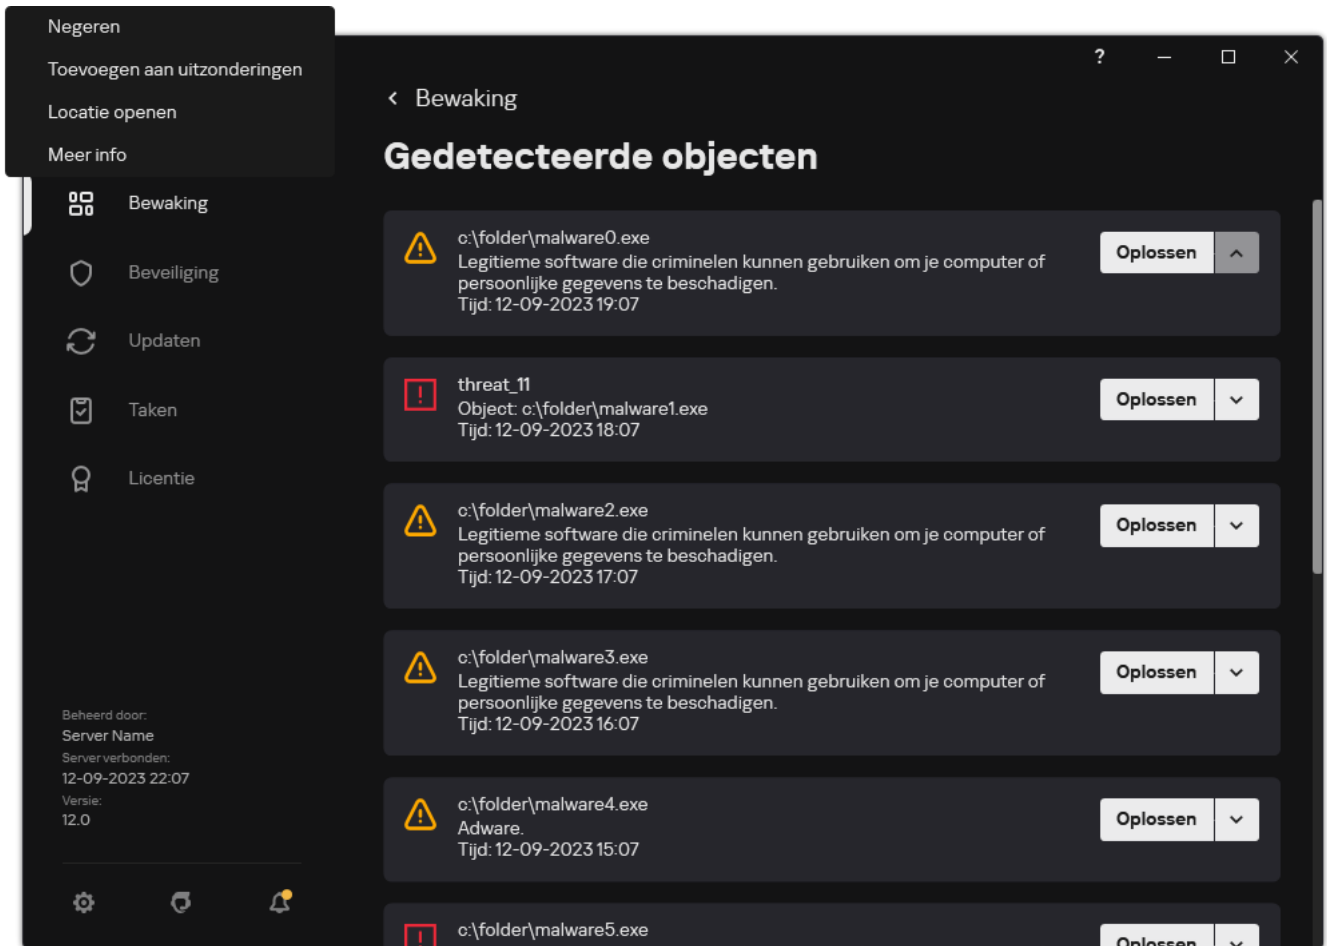 Negeren
Toevoegen aan uitzonderingen
Locatie openen
Meer info
?
Bewaking
Gedetecteerde objecten
Bewaking
Beveiliging
Updaten
Taken
Licentie
Beheerd door:
Server Name
Server verbonden:
12-09-2023 22:07
Versie:
12.0
c:\folder\malware0.exe
Legitieme software die criminelen kunnen gebruiken om je computer of
persoonlijke gegevens te beschadigen.
Tijd: 12-09-2023 19:07
Oplossen
threat_11
Object: c:\folder\malware1.exe
Tijd: 12-09-2023 18:07
Oplossen
c:\folder\malware2.exe
Legitieme software die criminelen kunnen gebruiken om je computer of
persoonlijke gegevens te beschadigen.
Tijd: 12-09-2023 17:07
Oplossen
c:\folder\malware3.exe
Legitieme software die criminelen kunnen gebruiken om je computer of
persoonlijke gegevens te beschadigen.
Tijd: 12-09-2023 16:07
Oplossen
c:\folder\malware4.exe
Adware.
Tijd: 12-09-2023 15:07
Oplossen
c:\folder\malware5.exe
Oplossen